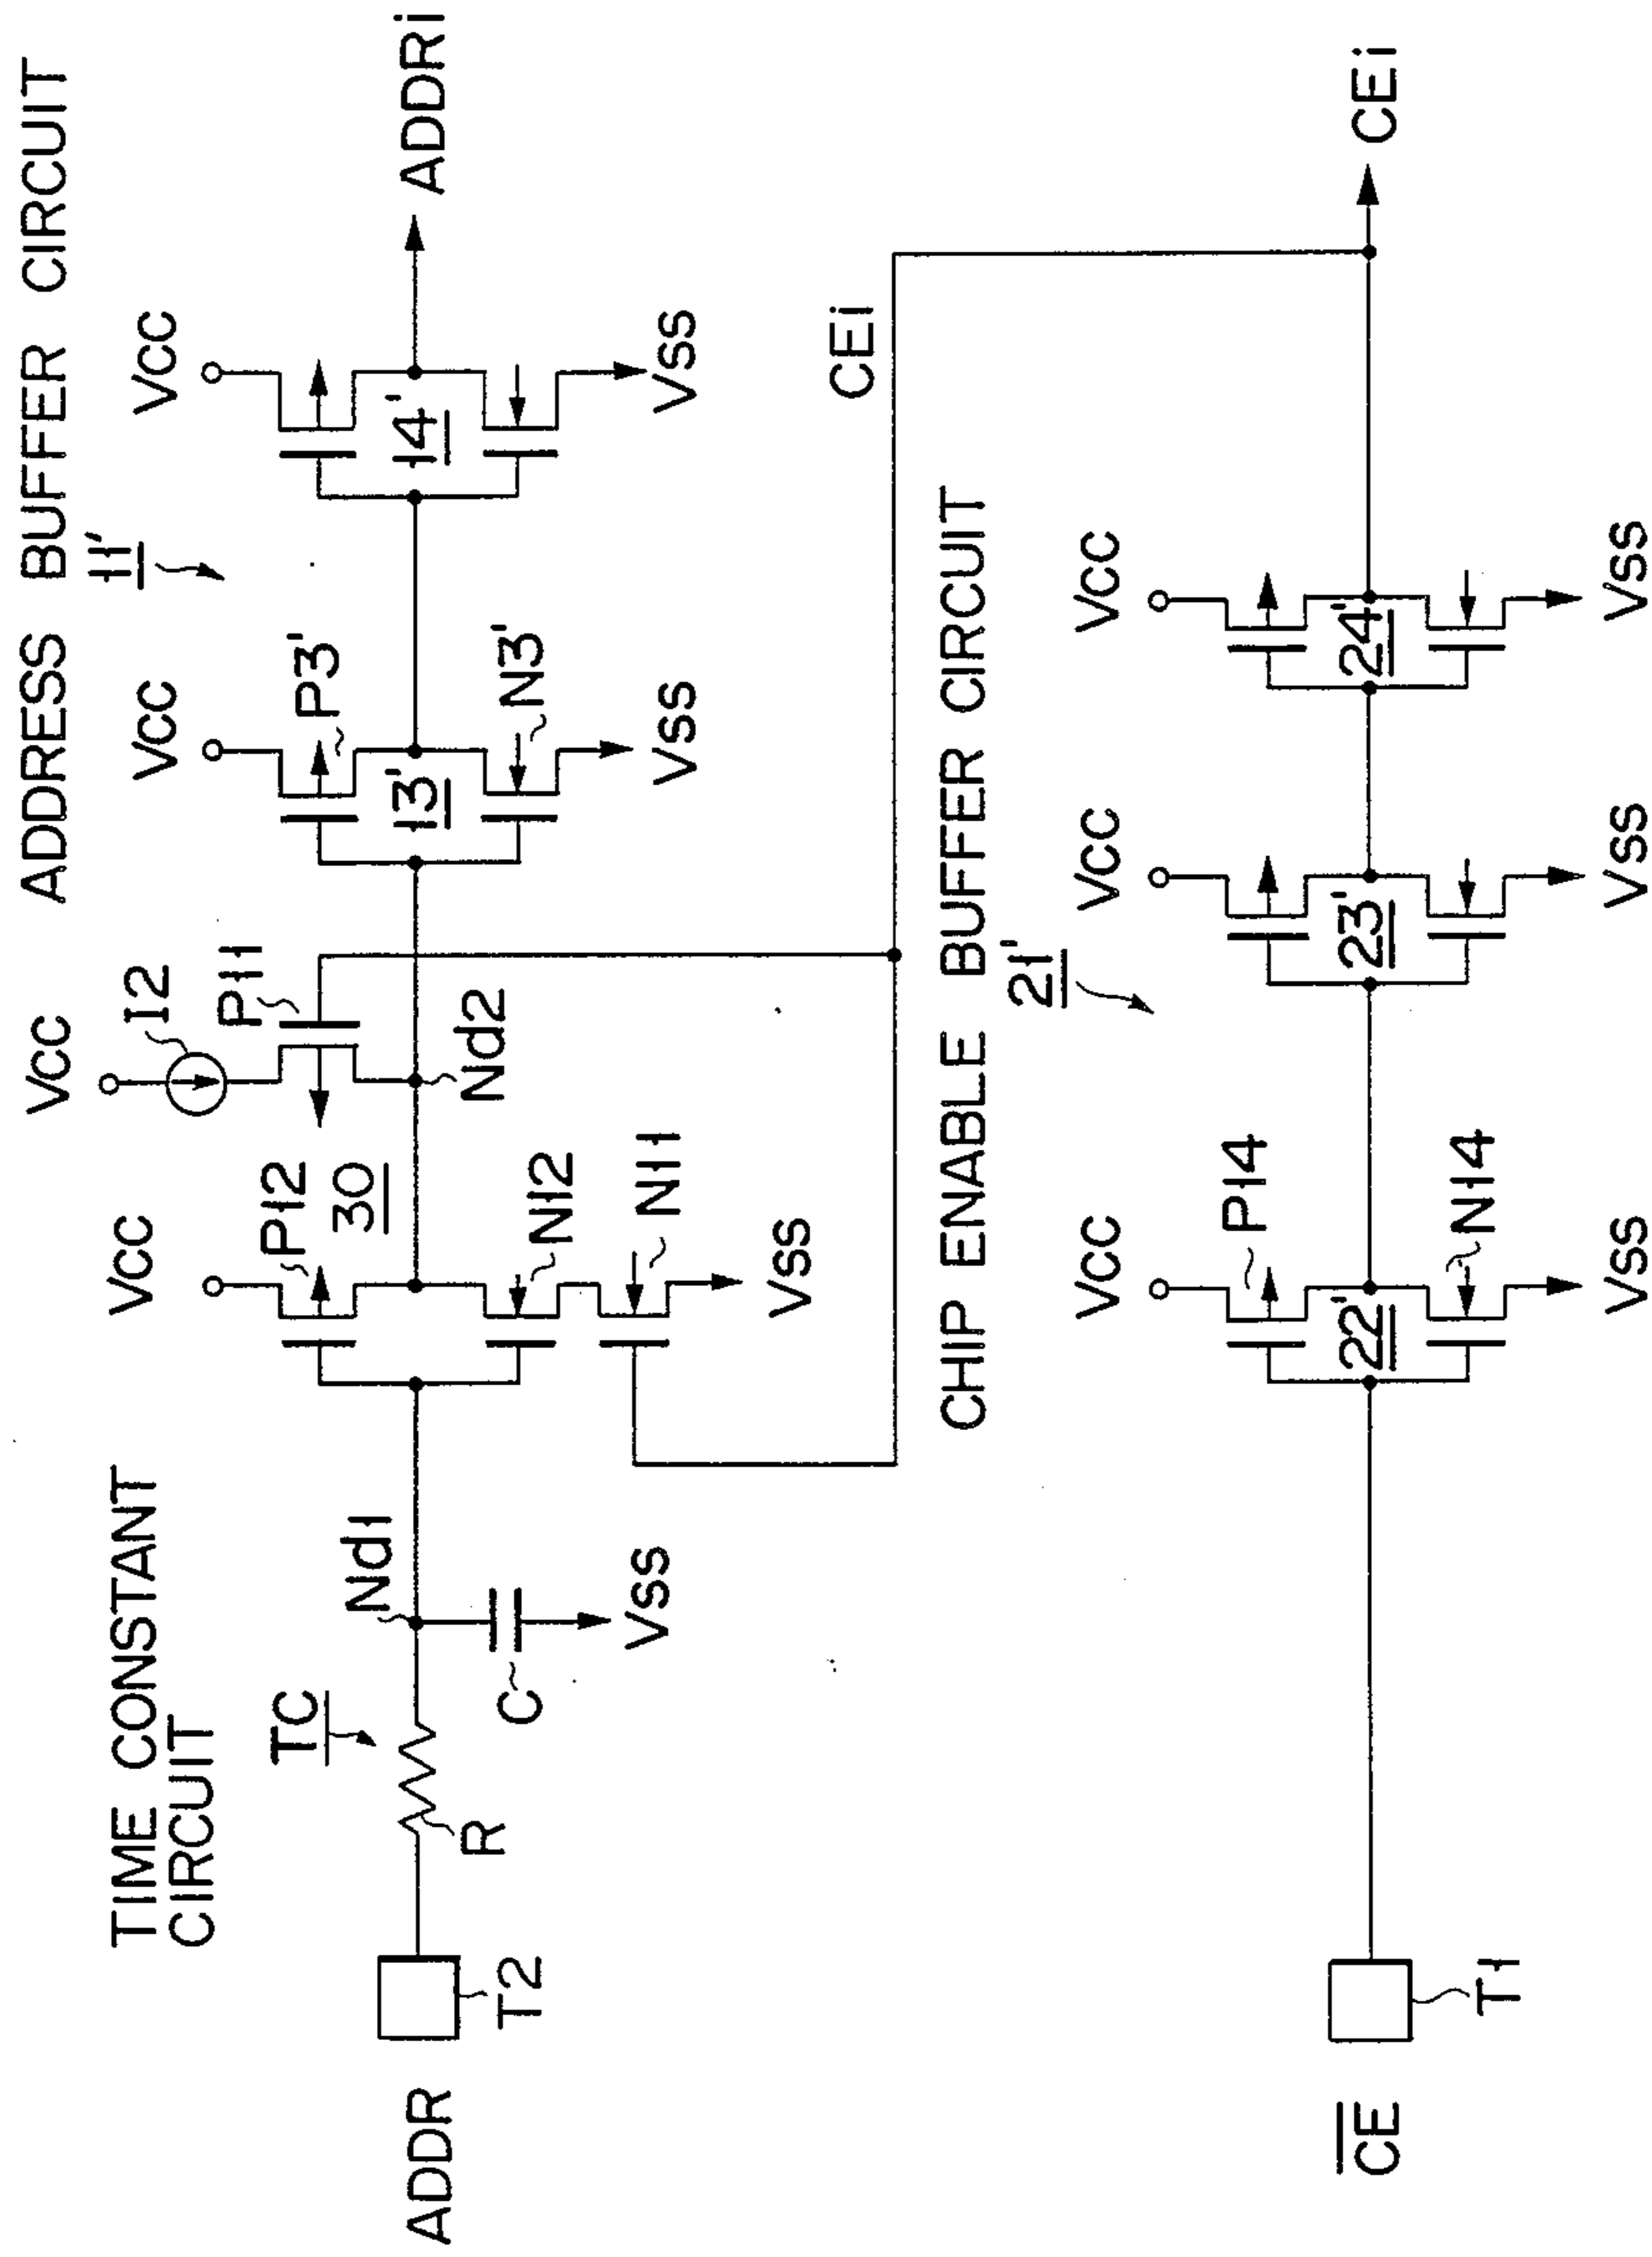 ADDRESS BUFFER CIRCUIT
11'
TIME CONSTANT
CIRCUIT
TC
ADDR
T2
R
C
VSS
Nd1
VCC
P12
30
N12
N11
VSS
VCC
I2
P11
Nd2
VCC
P3'
13'
N3'
VSS
VCC
14'
VSS
ADDRi
CEi
CHIP ENABLE BUFFER CIRCUIT
21'
CE
T1
VCC
P14
22'
N14
VSS
VCC
23'
VSS
VCC
24'
VSS
CEi